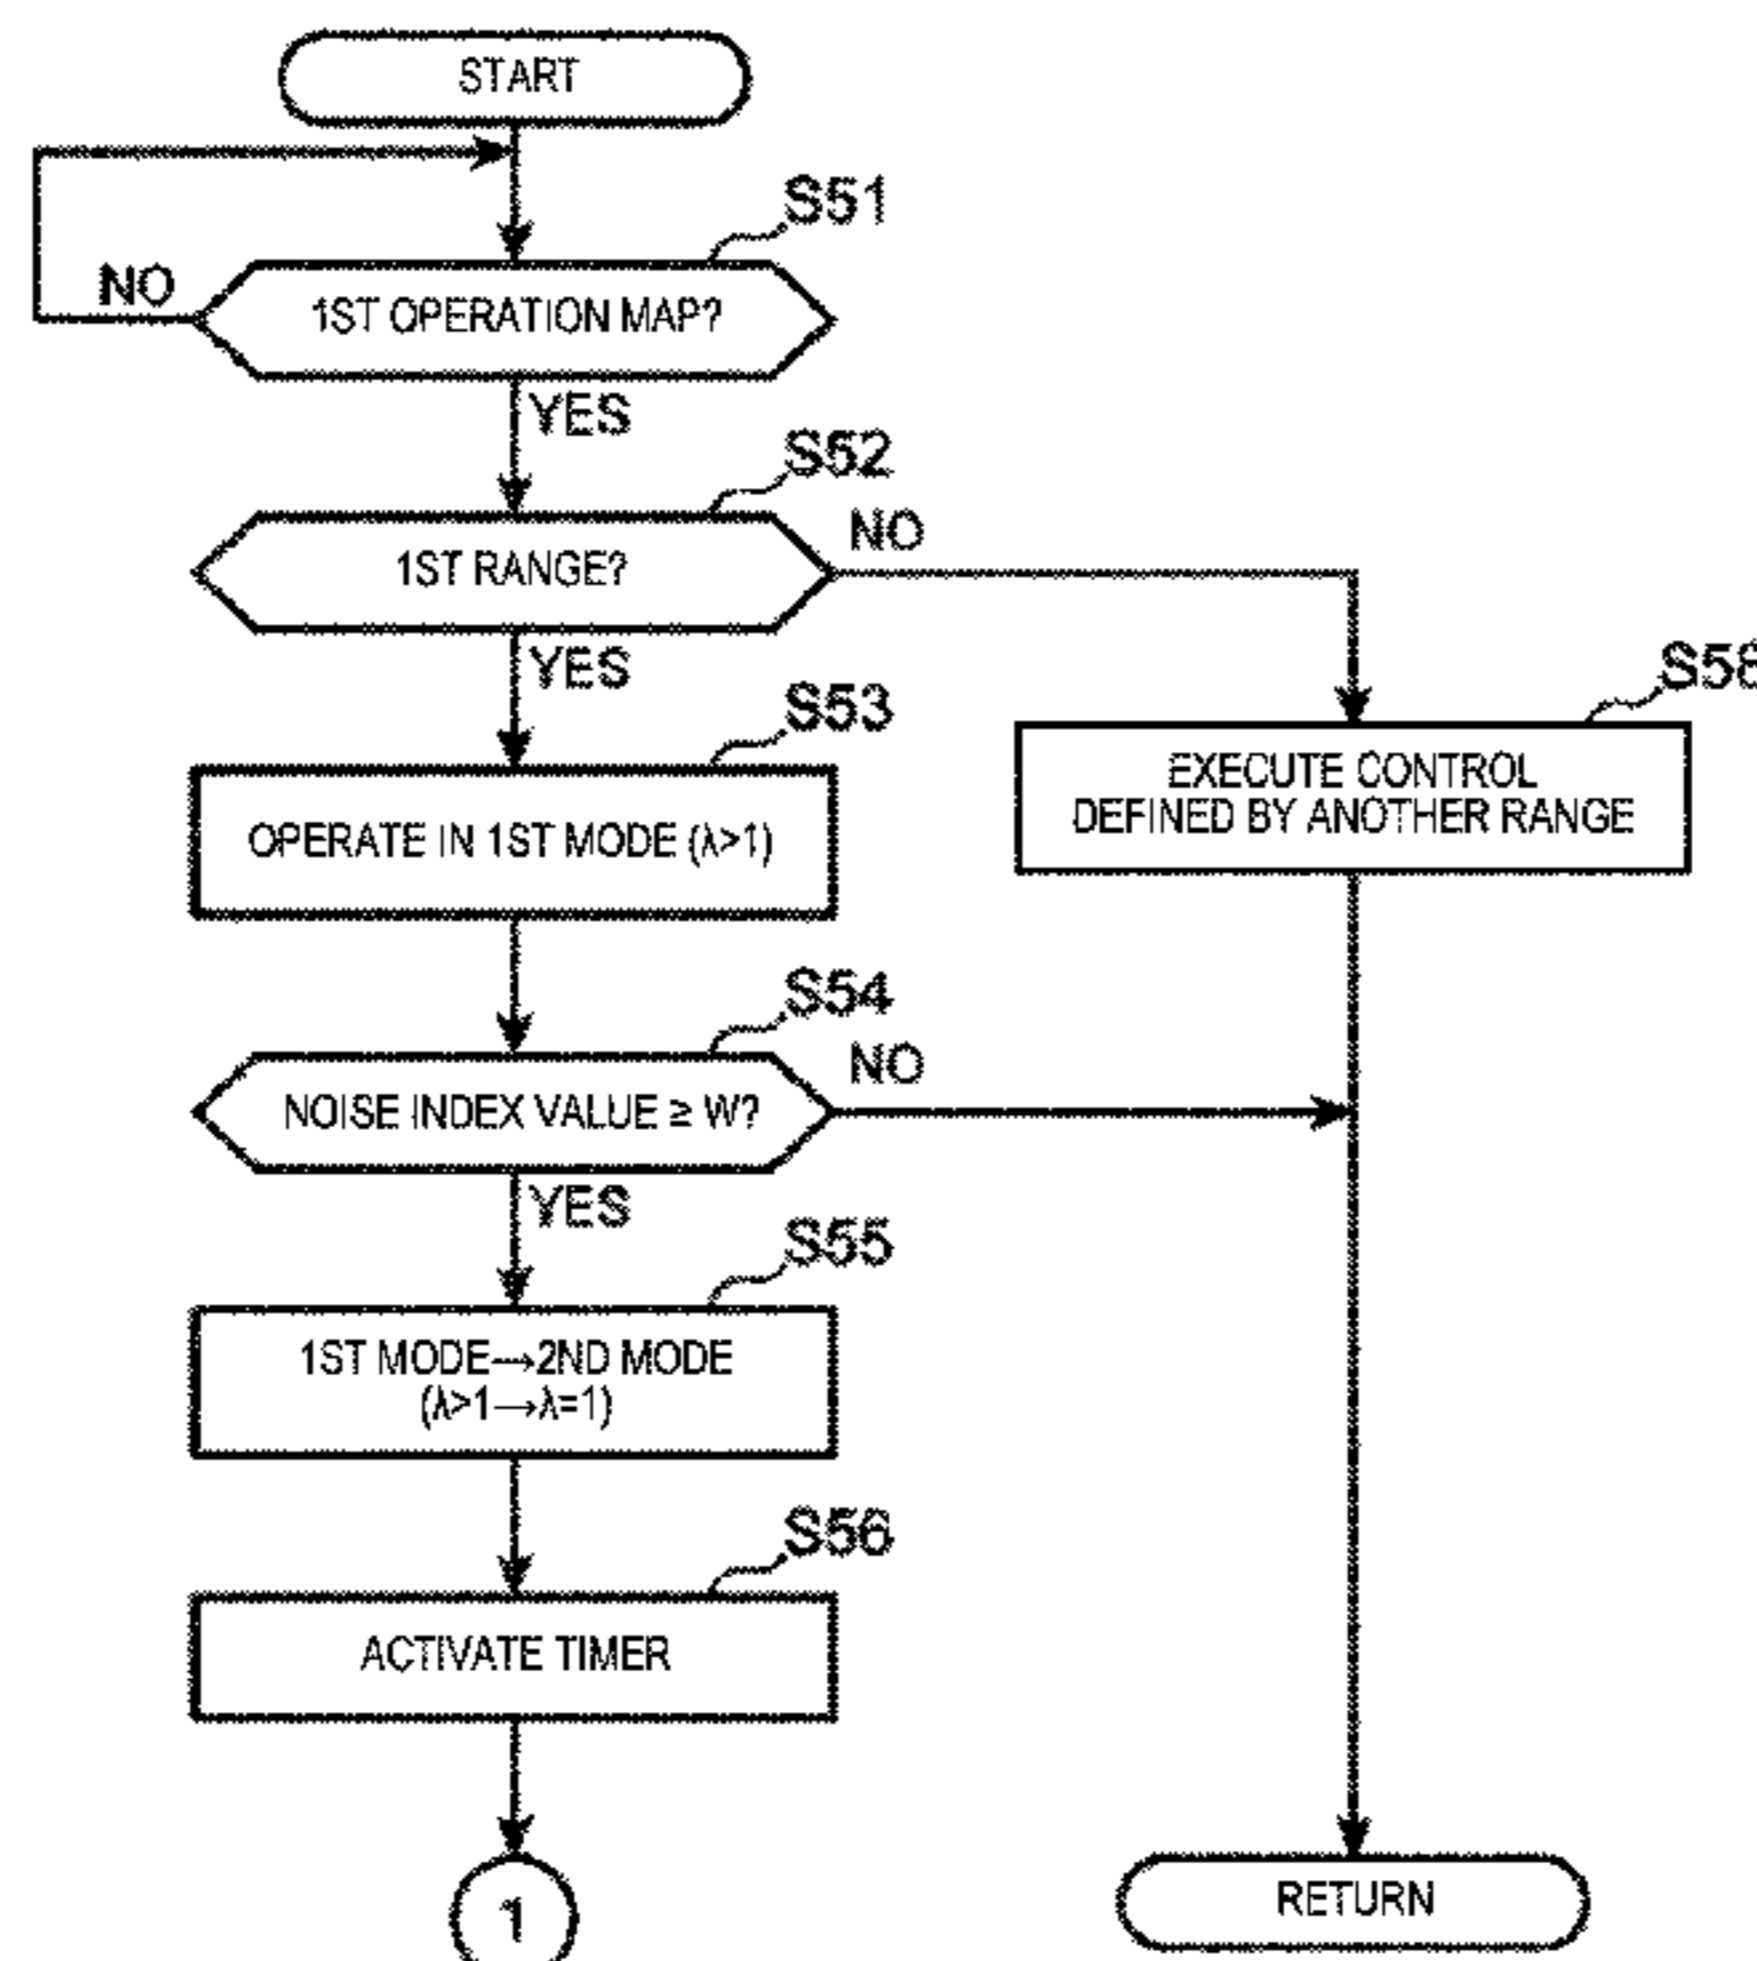 START
S51
NO
1ST OPERATION MAP?
YES
S52
NO
1ST RANGE?
YES
S53
OPERATE IN 1ST MODE (λ>1)
EXECUTE CONTROL
DEFINED BY ANOTHER RANGE
S54
NO
NOISE INDEX VALUE ≥ W?
YES
S55
1ST MODE→2ND MODE
(λ>1→λ=1)
S56
ACTIVATE TIMER
1
RETURN